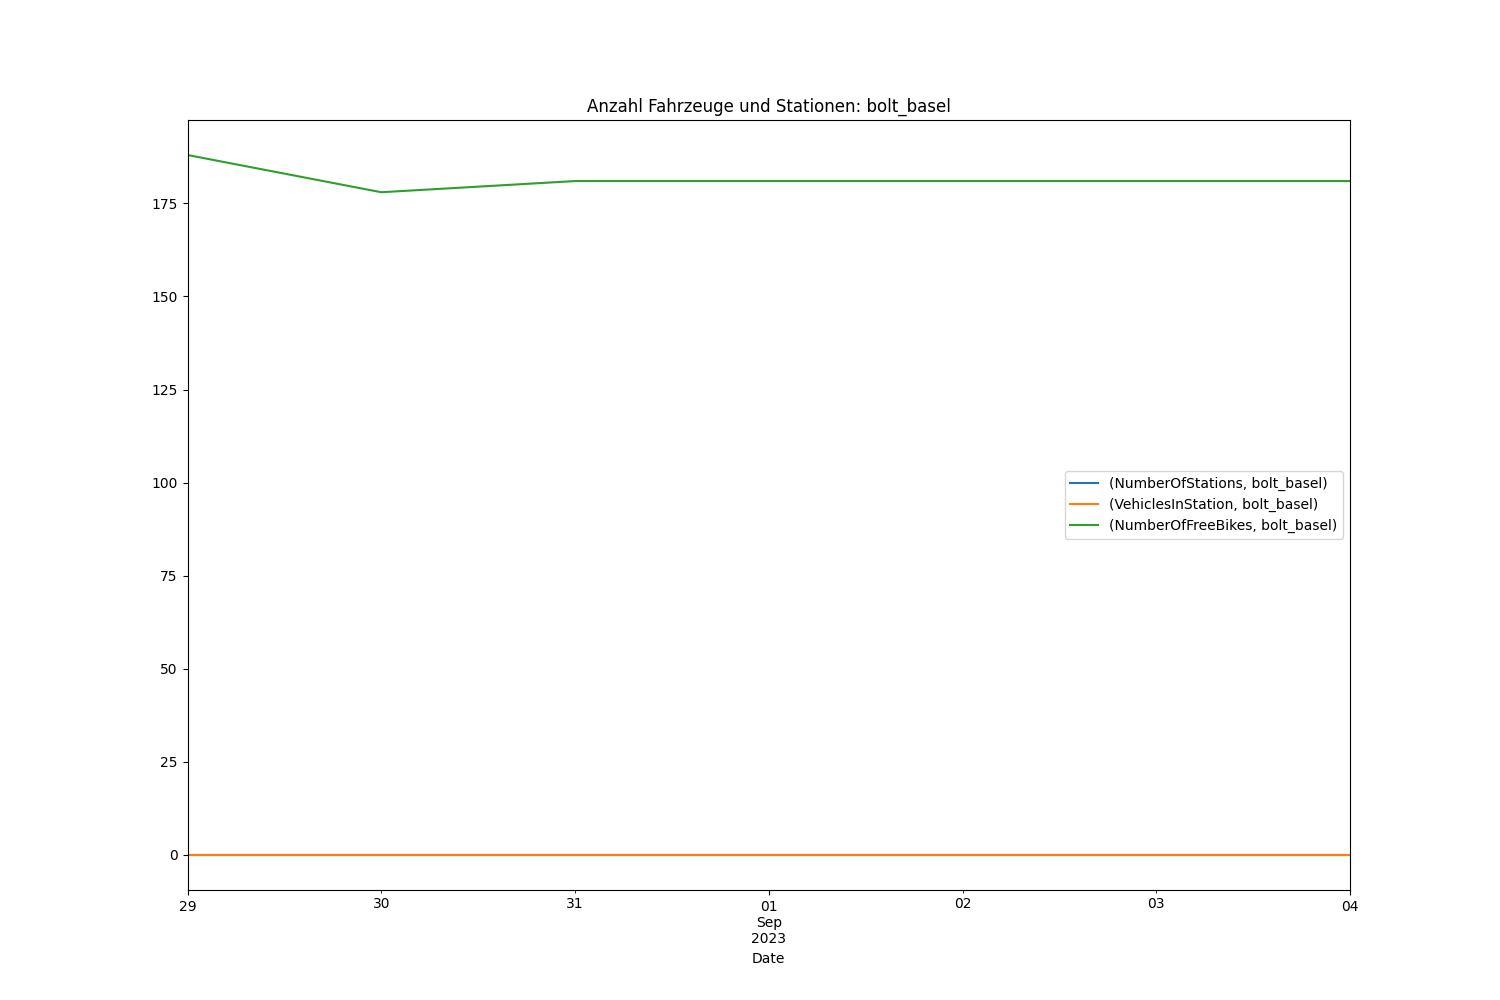 Anzahl Fahrzeuge und Stationen: bolt_basel
175
150
125
100
75
50
25
0
(NumberOfStations, bolt_basel)
(VehiclesInStation, bolt_basel)
(NumberOfFreeBikes, bolt_basel)
29 30 31 01 02 03 04
Sep
2023
Date